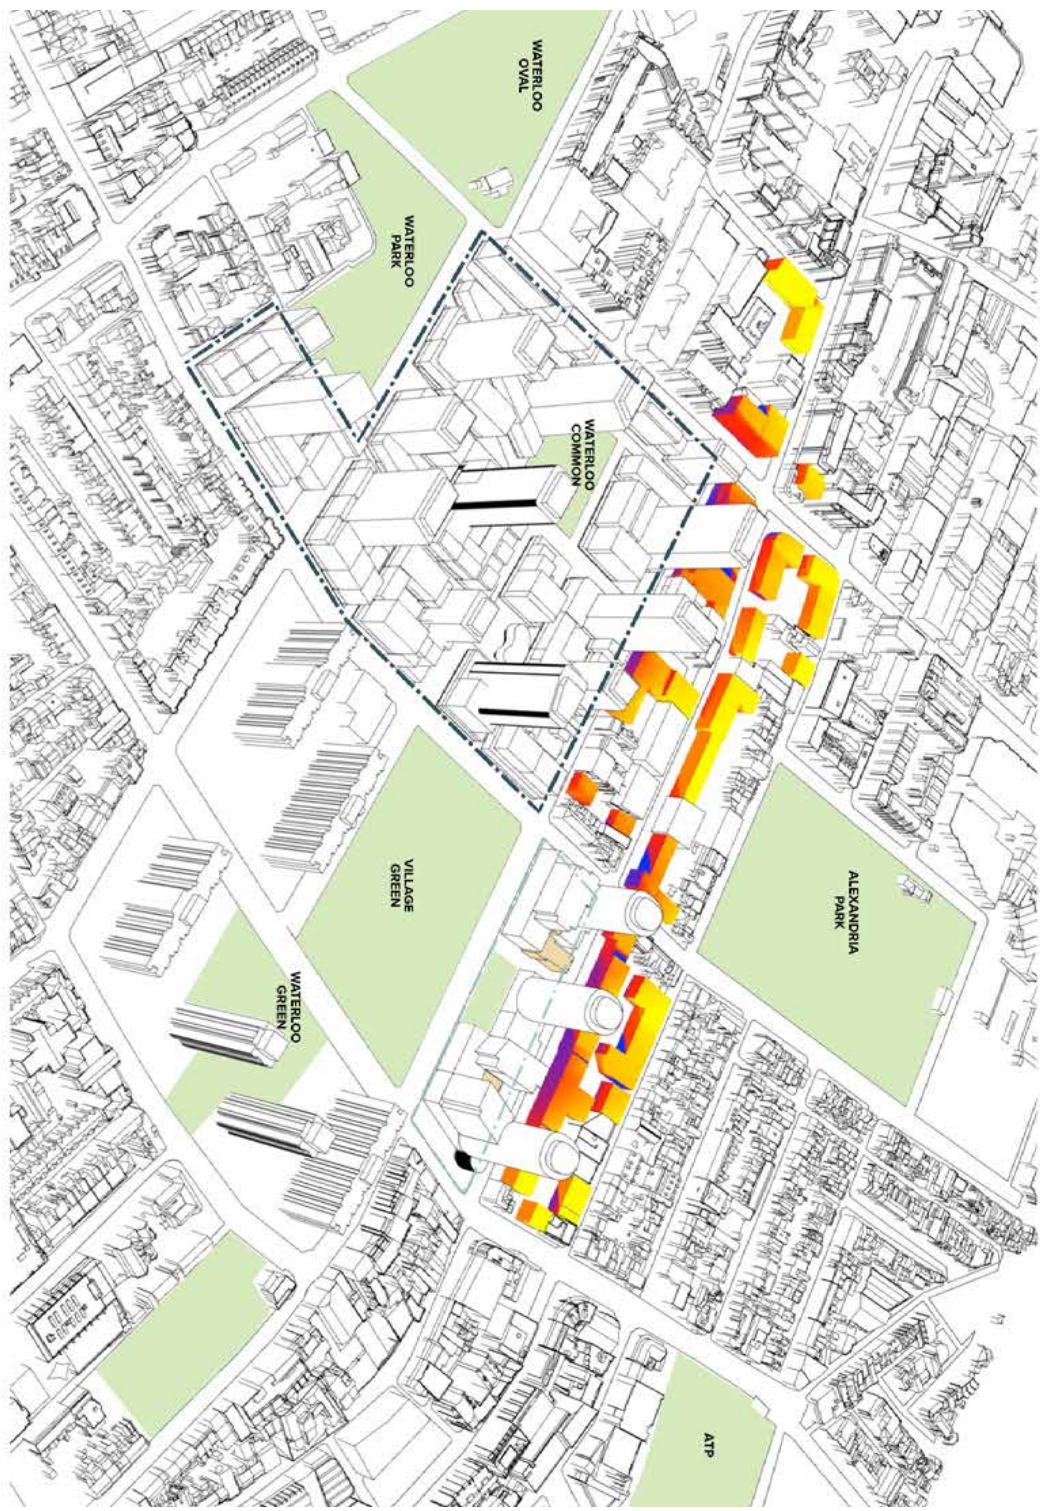 WATERLOO
OVAL
WATERLOO
PARK
WATERLOO
COMMON
ALEXANDRIA
PARK
VILLAGE
GREEN
WATERLOO
GREEN
ATP